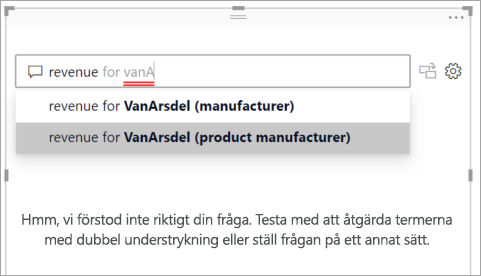 revenue for vanA
revenue for VanArsdel (manufacturer)
revenue for VanArsdel (product manufacturer)
Hmm, vi förstod inte riktigt din fråga. Testa med att åtgärda termerna
med dubbel understrykning eller ställ frågan på ett annat sätt.